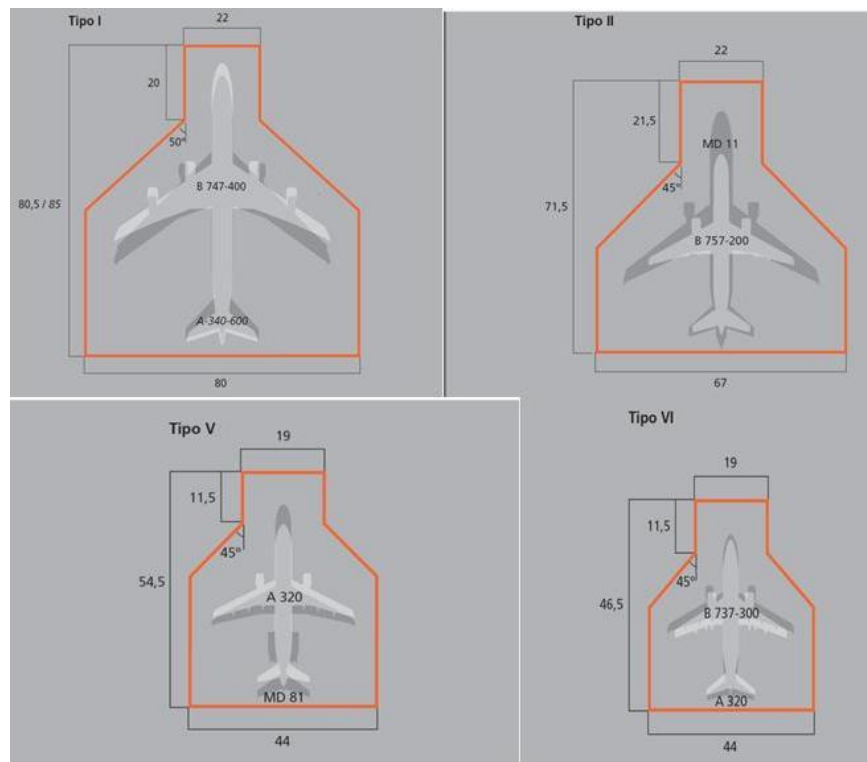 Tipo I
22
20
50°
B 747-400
80,5 / 85
A-340-600
80
Tipo II
22
21,5
MD 11
45°
B 757-200
71,5
67
Tipo V
19
11,5
45º
A 320
54,5
MD 81
44
Tipo VI
19
11,5
45º
B 737-300
46,5
A 320
44